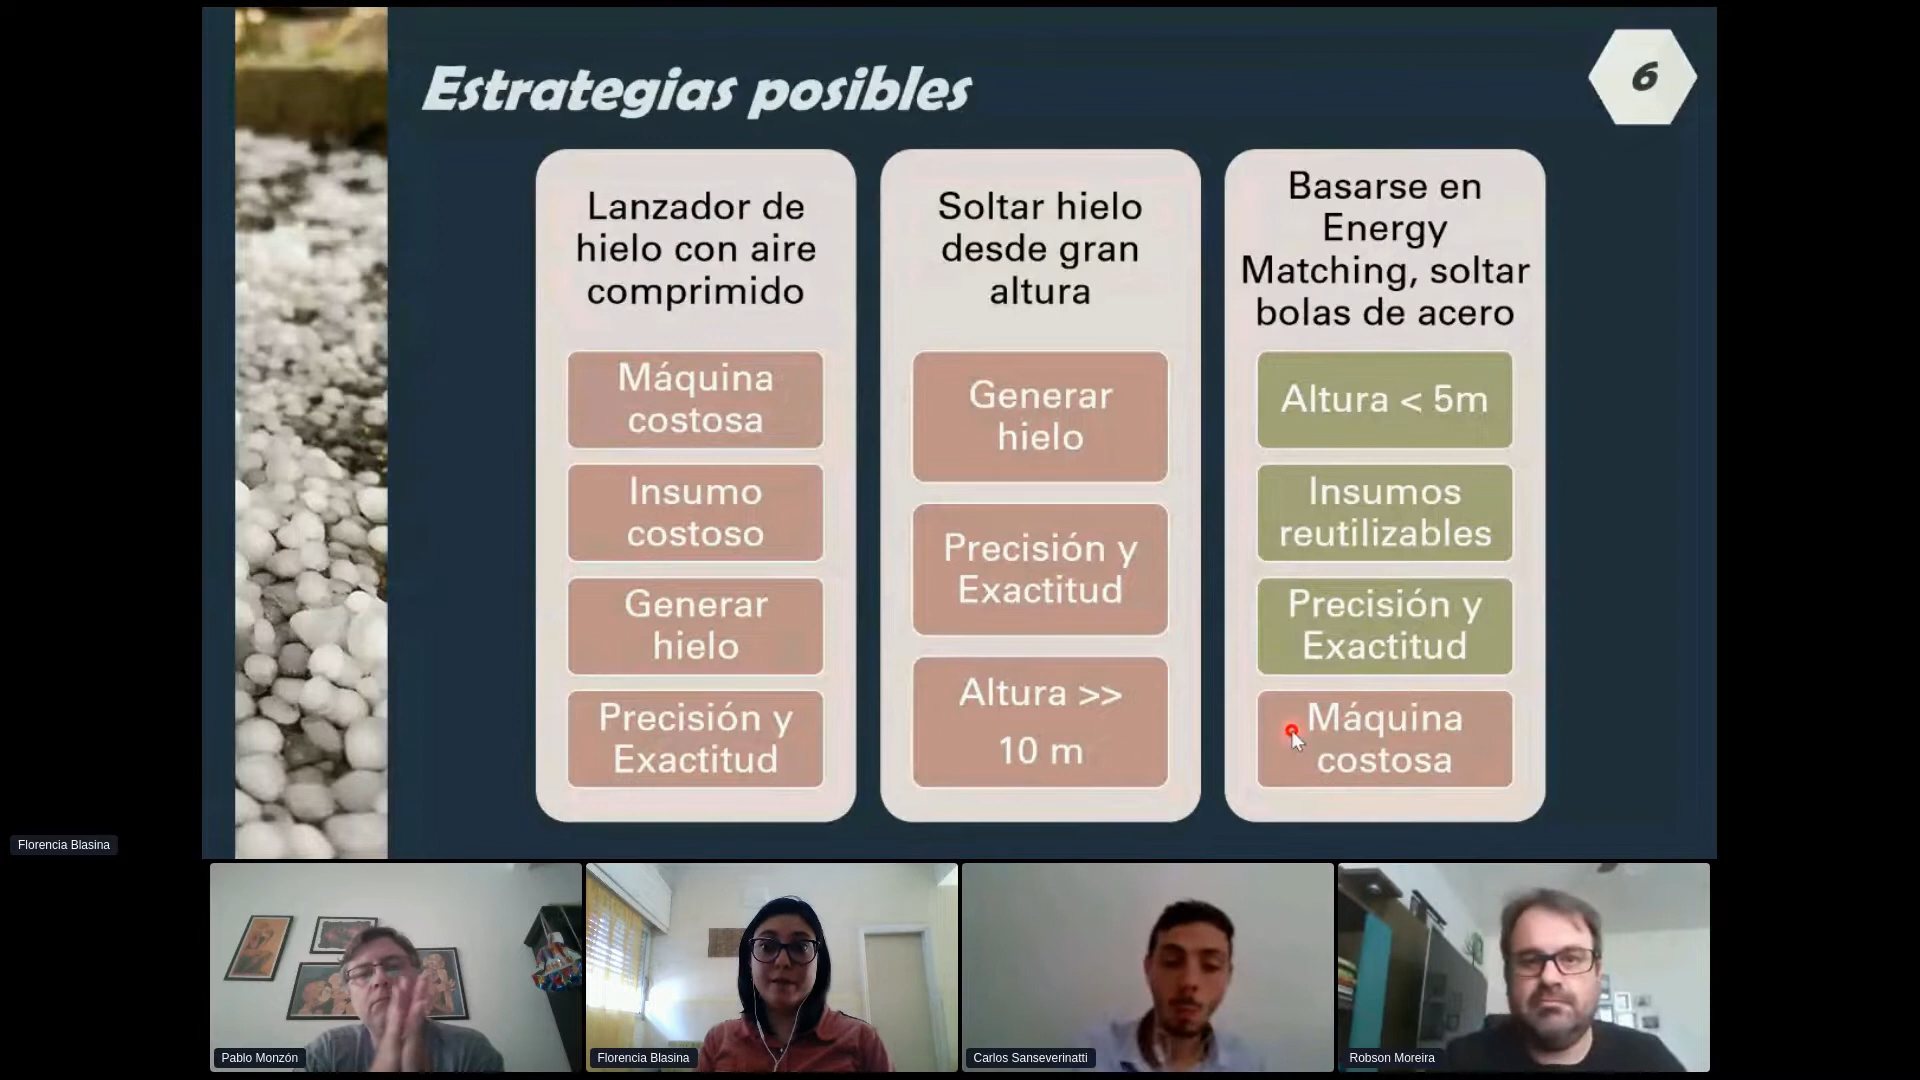 Estrategias posibles
6
Lanzador de
hielo con aire
comprimido
Máquina
costosa
Insumo
costoso
Generar
hielo
Precisión y
Exactitud
Soltar hielo
desde gran
altura
Generar
hielo
Precisión y
Exactitud
Altura >>
10 m
Basarse en
Energy
Matching, soltar
bolas de acero
Altura < 5m
Insumos
reutilizables
Precisión y
Exactitud
Máquina
costosa
Florencia Blasina
Pablo Monzón
Florencia Blasina
Carlos Sanseverinatti
Robson Moreira